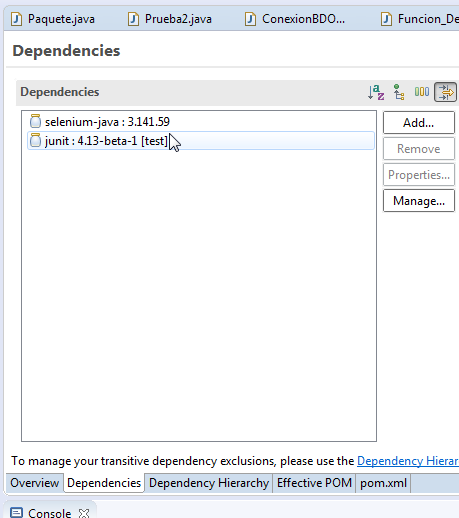 Paquete.java Prueba2.java ConexionBDO... Funcion_De
Dependencies
Dependencies
selenium-java : 3.141.59
junit : 4.13-beta-1 [test]
Add...
Remove
Properties...
Manage...
To manage your transitive dependency exclusions, please use the Dependency Hierar
Overview Dependencies Dependency Hierarchy Effective POM pom.xml
Console